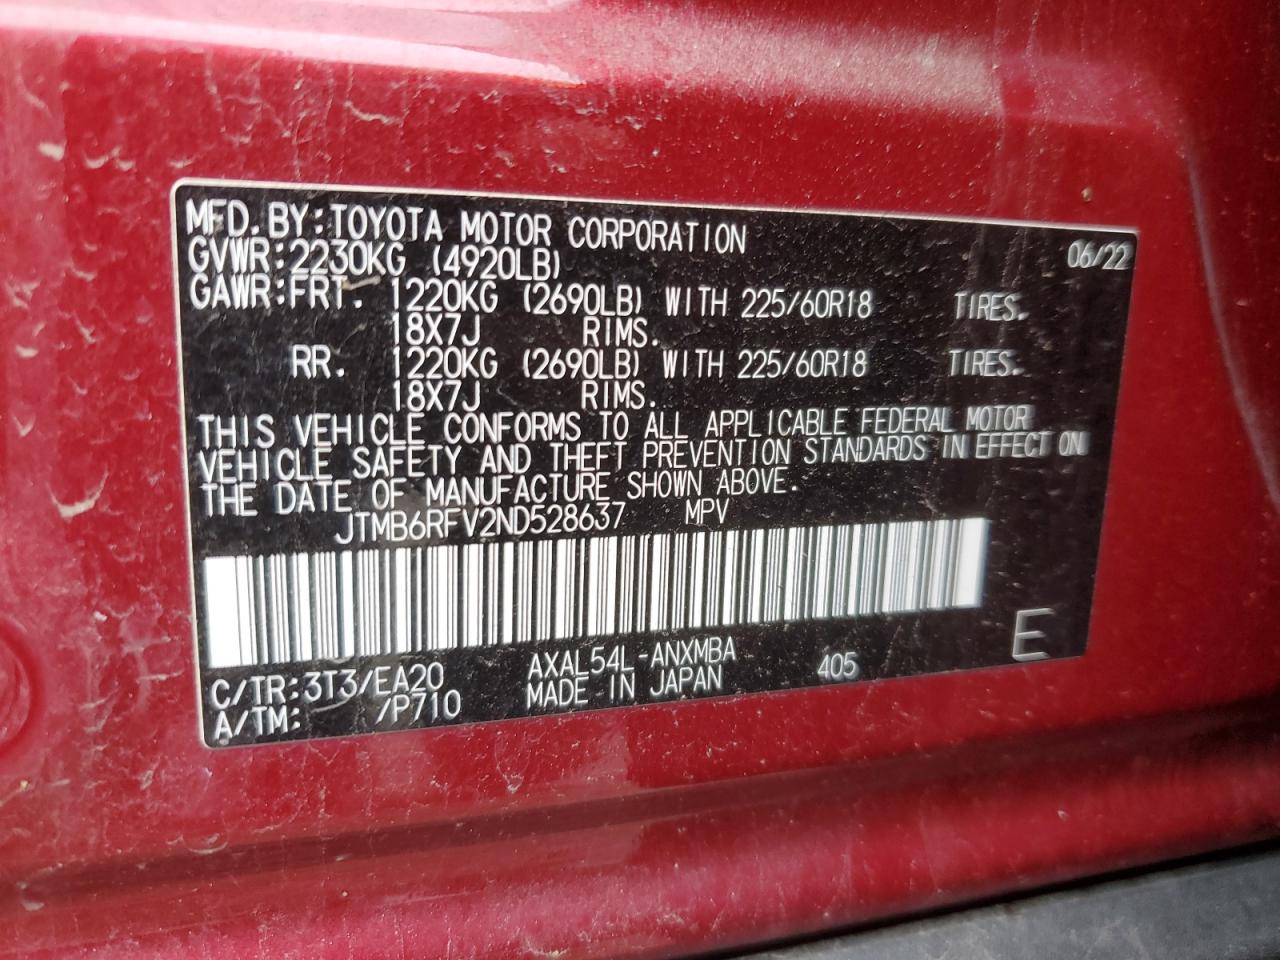 MFD. BY: TOYOTA MOTOR CORPORATION 06/22
GVWR: 2230KG (4920LB)
GAWR: FRT. 1220KG (2690LB) WITH 225/60R18 TIRES.
18X7J RIMS.
RR. 1220KG (2690LB) WITH 225/60R18 TIRES.
18X7J RIMS.
THIS VEHICLE CONFORMS TO ALL APPLICABLE FEDERAL MOTOR
VEHICLE SAFETY AND THEFT PREVENTION STANDARDS IN EFFECT ON
THE DATE OF MANUFACTURE SHOWN ABOVE.
JTMB6RFV2ND528637 MPV
C/TR: 3T3/EA20 AXAL54L-ANXMBA 405 E
A/TM: /P710 MADE IN JAPAN